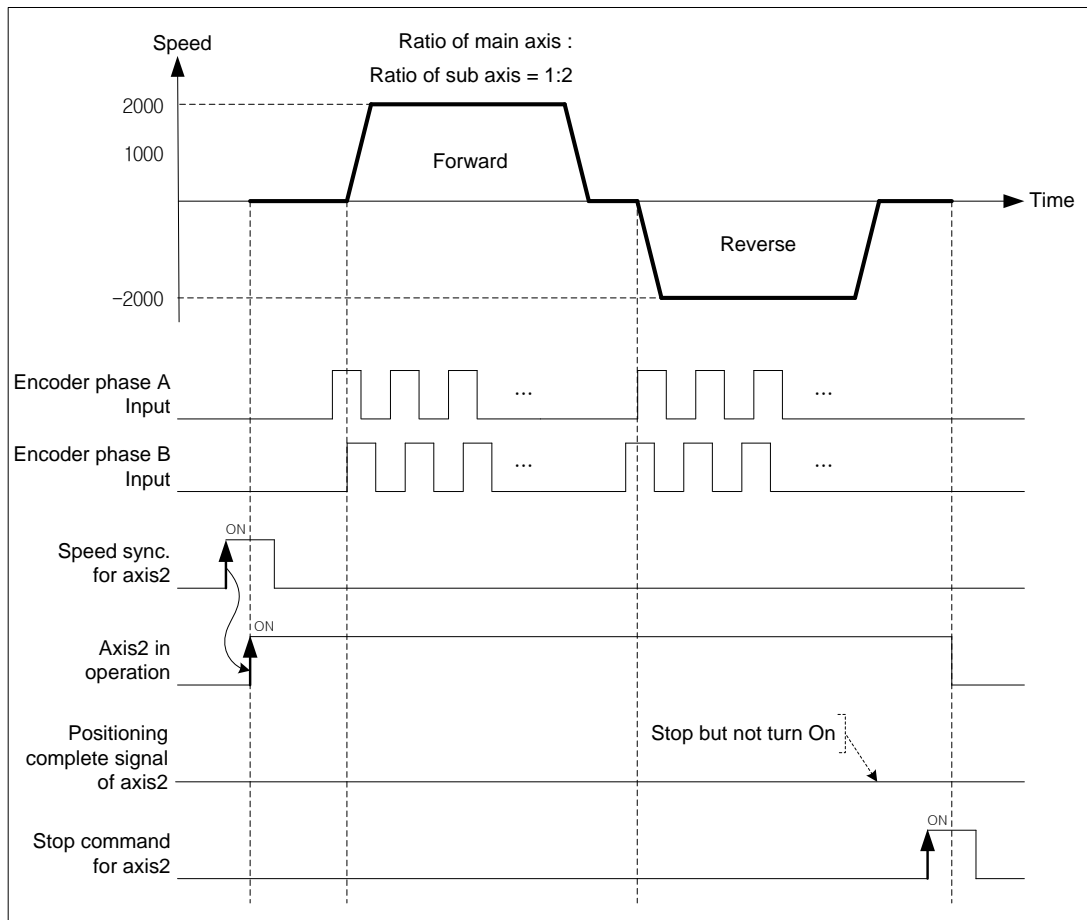 Speed
Ratio of main axis :
Ratio of sub axis = 1:2
2000
1000
Forward
Time
Reverse
−2000
Encoder phase A
Input
...
...
Encoder phase B
Input
...
...
ON
Speed sync.
for axis2
ON
Axis2 in
operation
Positioning
complete signal
of axis2
Stop but not turn On
ON
Stop command
for axis2